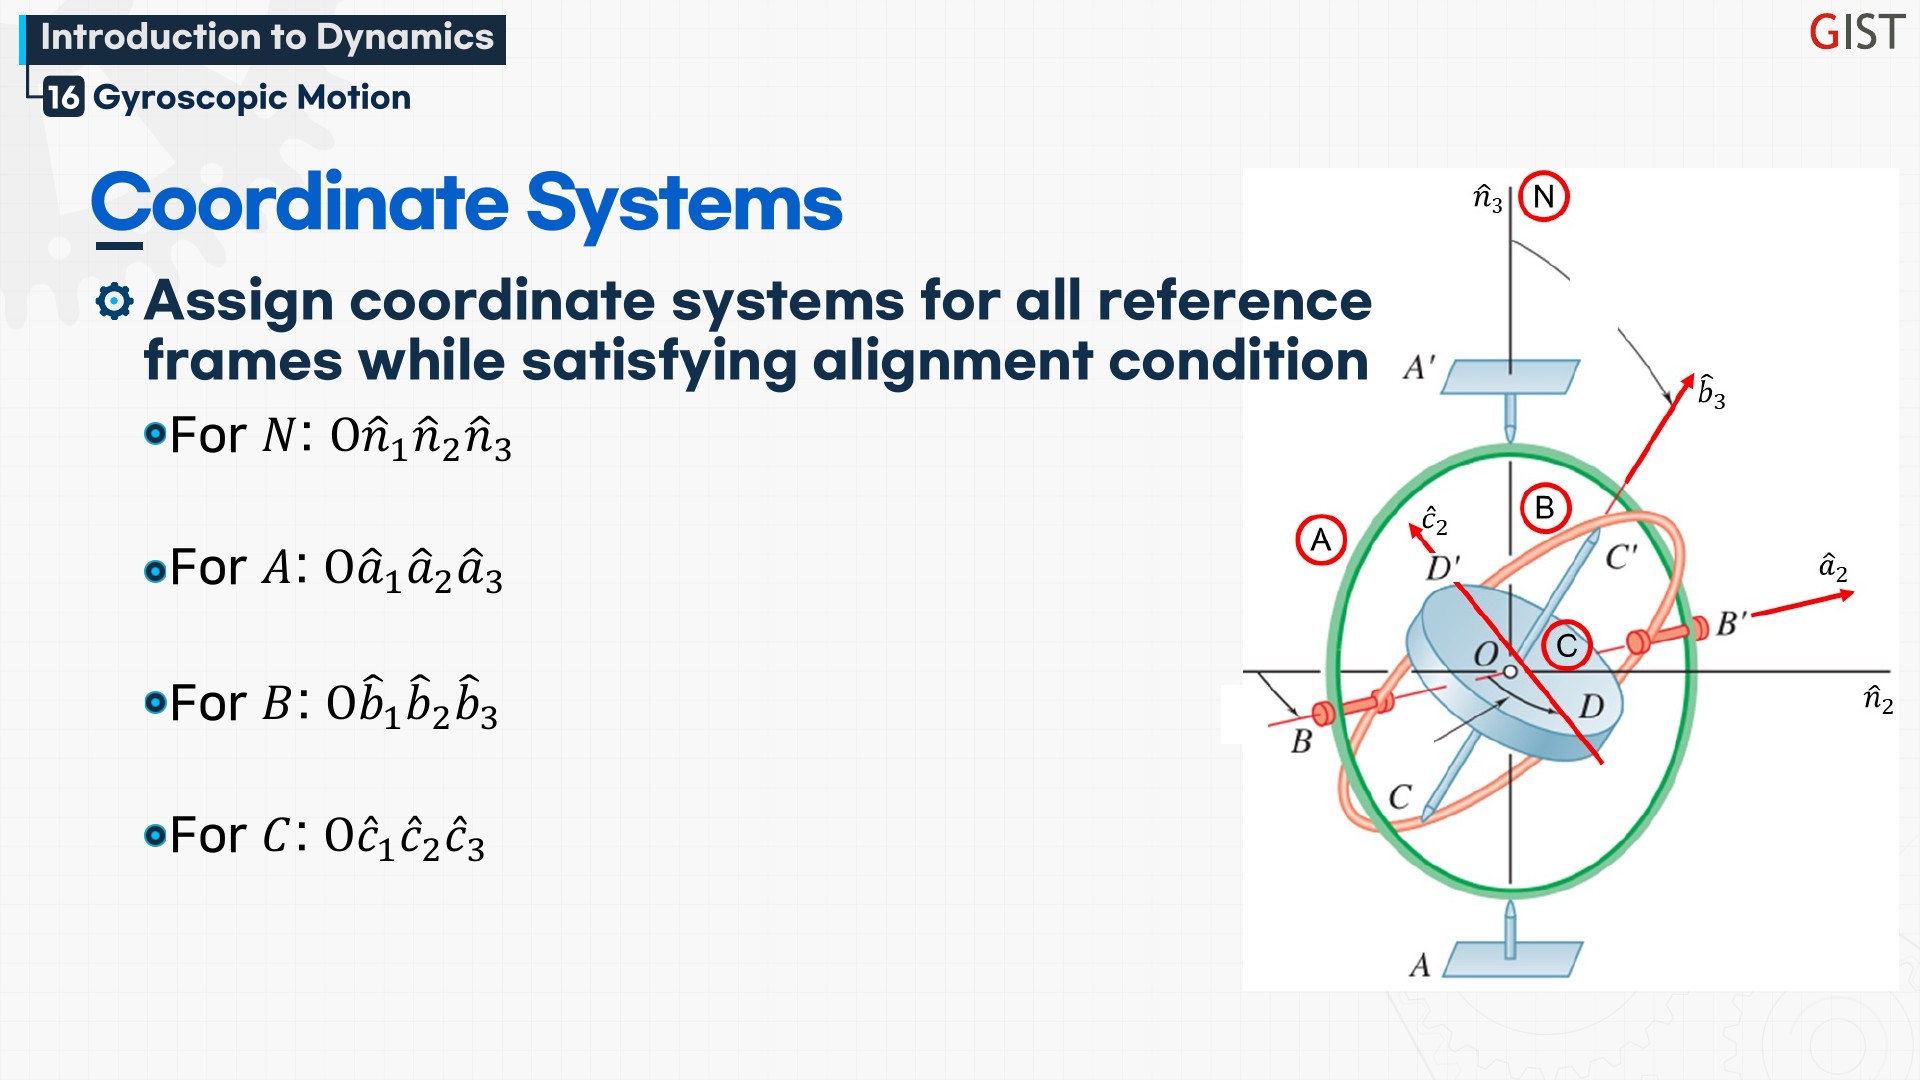 Introduction to Dynamics
GIST
16 Gyroscopic Motion
Coordinate Systems
Assign coordinate systems for all reference
frames while satisfying alignment condition
For N: On̂₁n̂₂n̂₃
For A: Oâ₁â₂â₃
For B: Ob̂₁b̂₂b̂₃
For C: Oĉ₁ĉ₂ĉ₃
n̂₃ N
A'
b̂₃
B
ĉ₂
A
C'
D'
â₂
B'
C
O
n̂₂
D
B
C
A